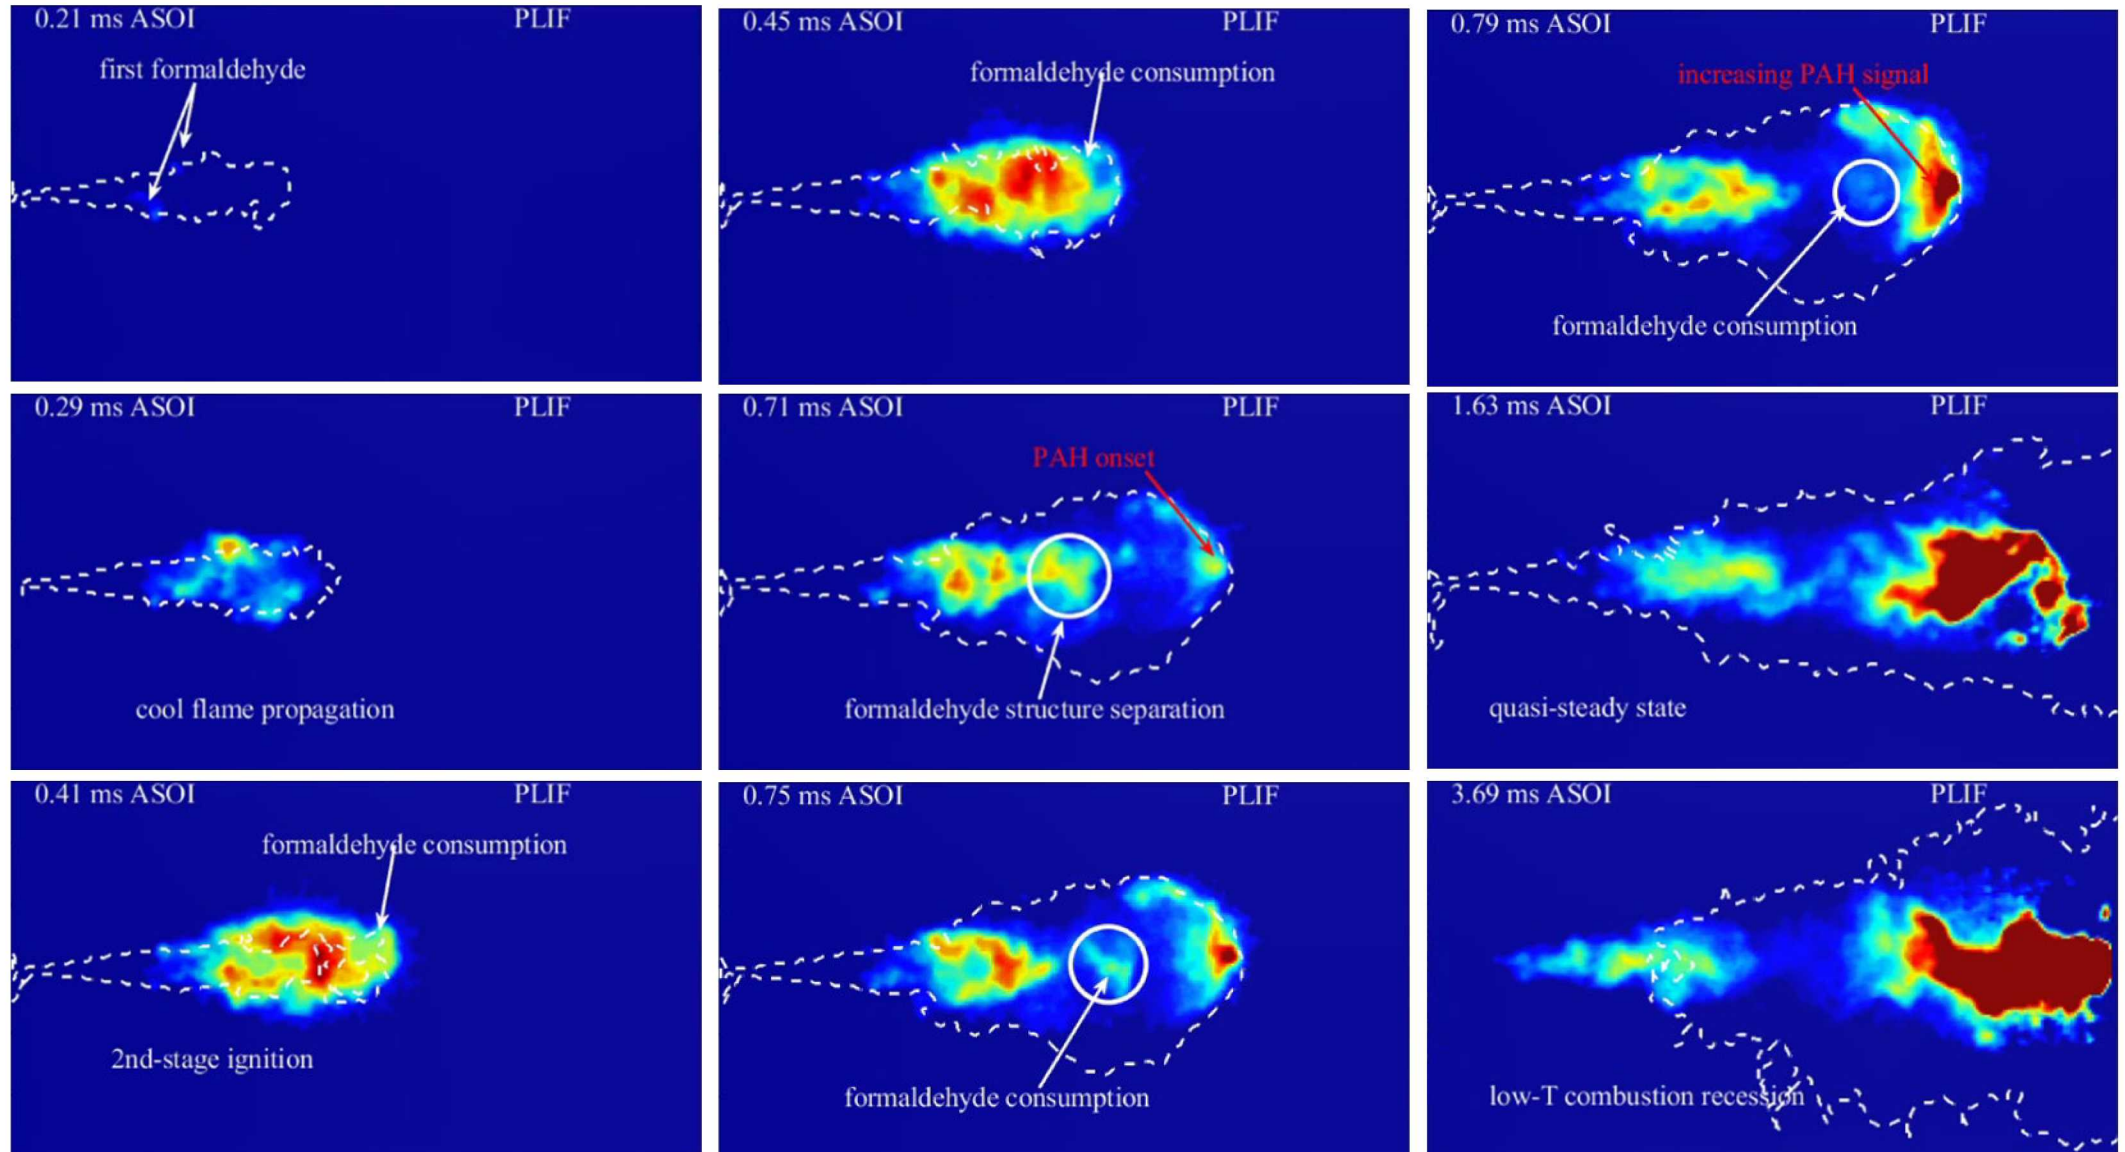 0.21 ms ASOI PLIF
first formaldehyde
0.29 ms ASOI PLIF
cool flame propagation
0.41 ms ASOI PLIF
formaldehyde consumption
2nd-stage ignition
0.45 ms ASOI PLIF
formaldehyde consumption
0.71 ms ASOI PLIF
PAH onset
formaldehyde structure separation
0.75 ms ASOI PLIF
formaldehyde consumption
0.79 ms ASOI PLIF
increasing PAH signal
formaldehyde consumption
1.63 ms ASOI PLIF
quasi-steady state
3.69 ms ASOI PLIF
low-T combustion recession